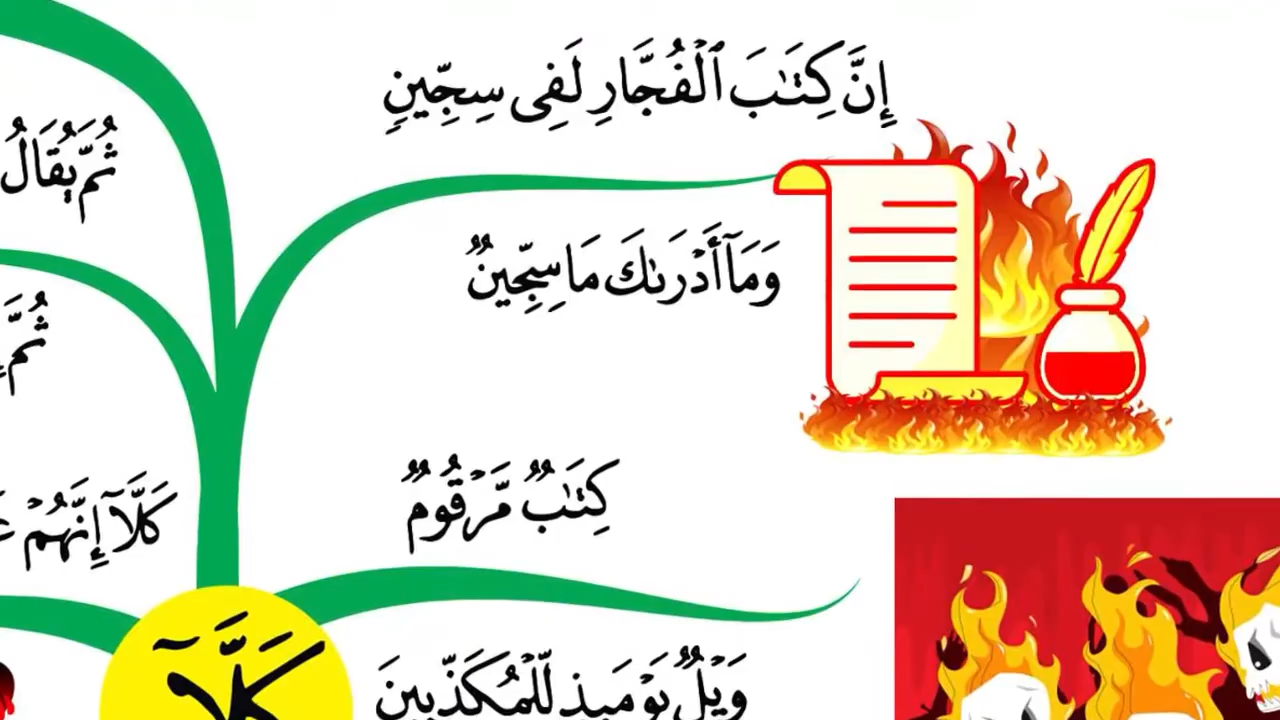 إِنَّ كِتَٰبَ ٱلْفُجَّارِ لَفِى سِجِّينٍ
ثُمَّ يُقَالُ
وَمَآ أَدْرَىٰكَ مَا سِجِّينٌ
ثُمَّ
كِتَٰبٌ مَّرْقُومٌ
كَلَّآ إِنَّهُمْ
وَيْلٌ يَوْمَئِذٍ لِّلْمُكَذِّبِينَ
كَلَّآ